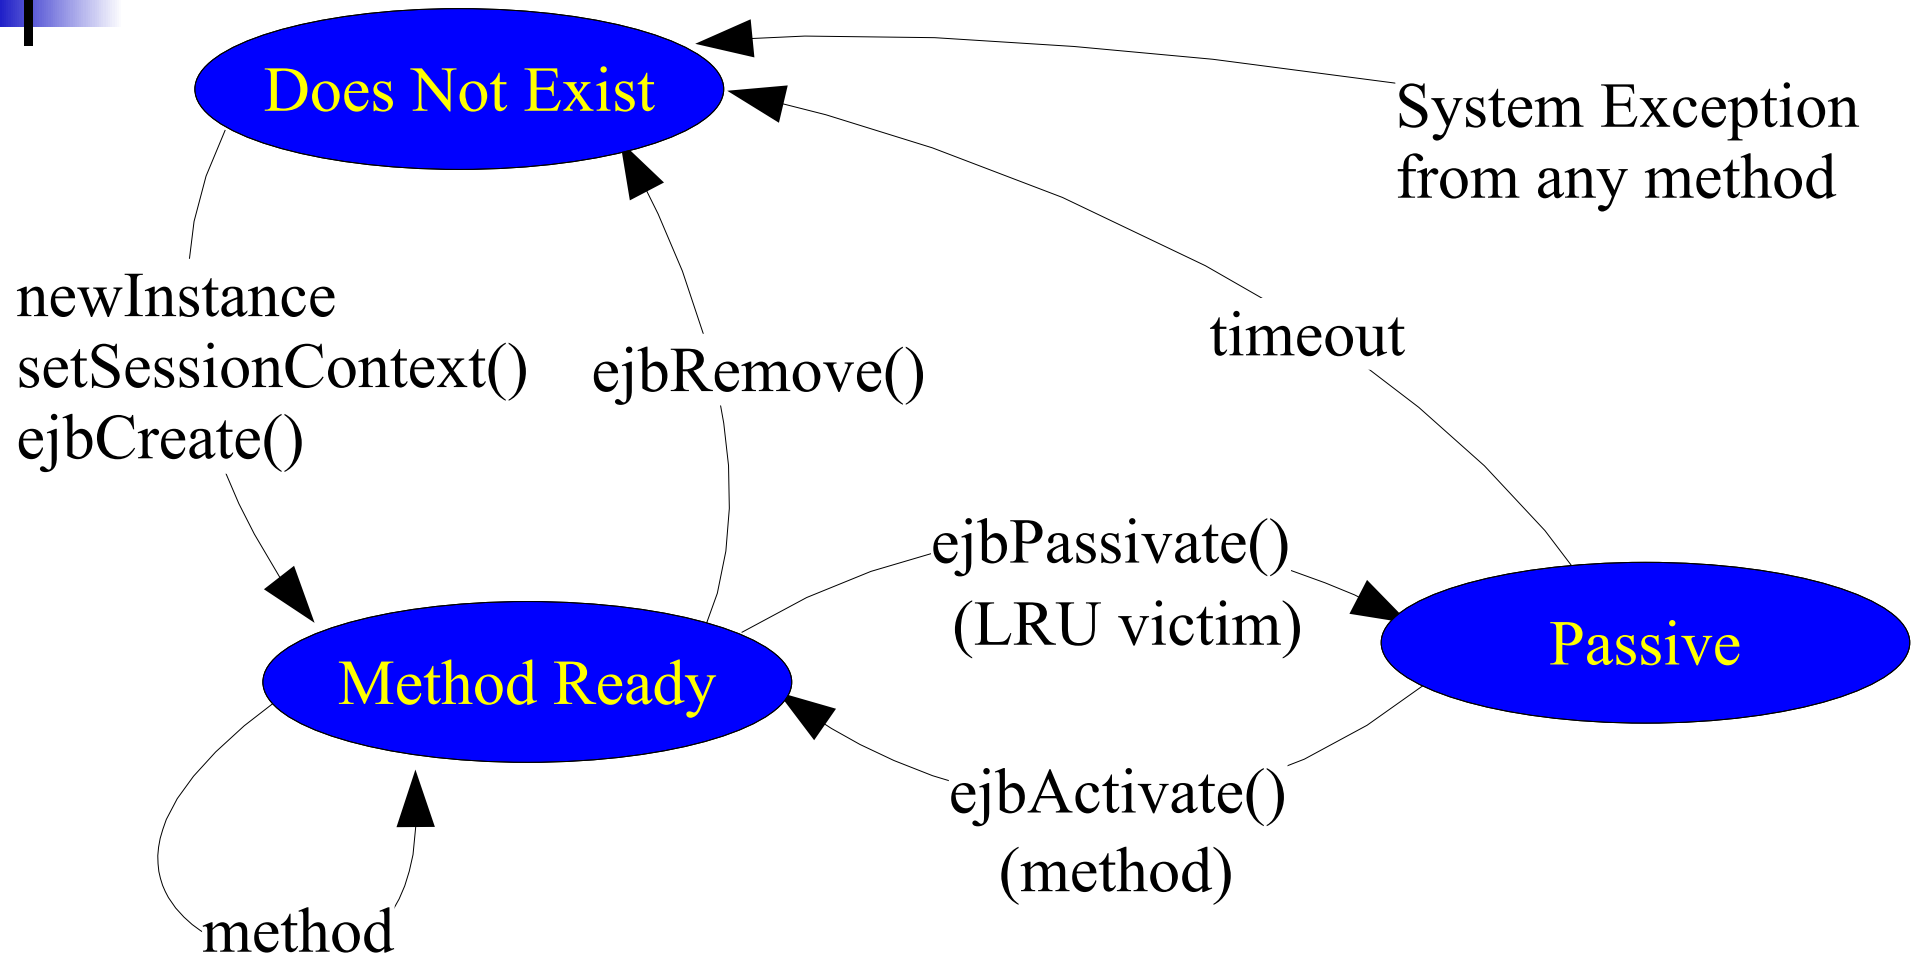 Does Not Exist
System Exception
from any method
newInstance
setSessionContext()
ejbCreate()
ejbRemove()
timeout
ejbPassivate()
(LRU victim)
Passive
Method Ready
ejbActivate()
(method)
method